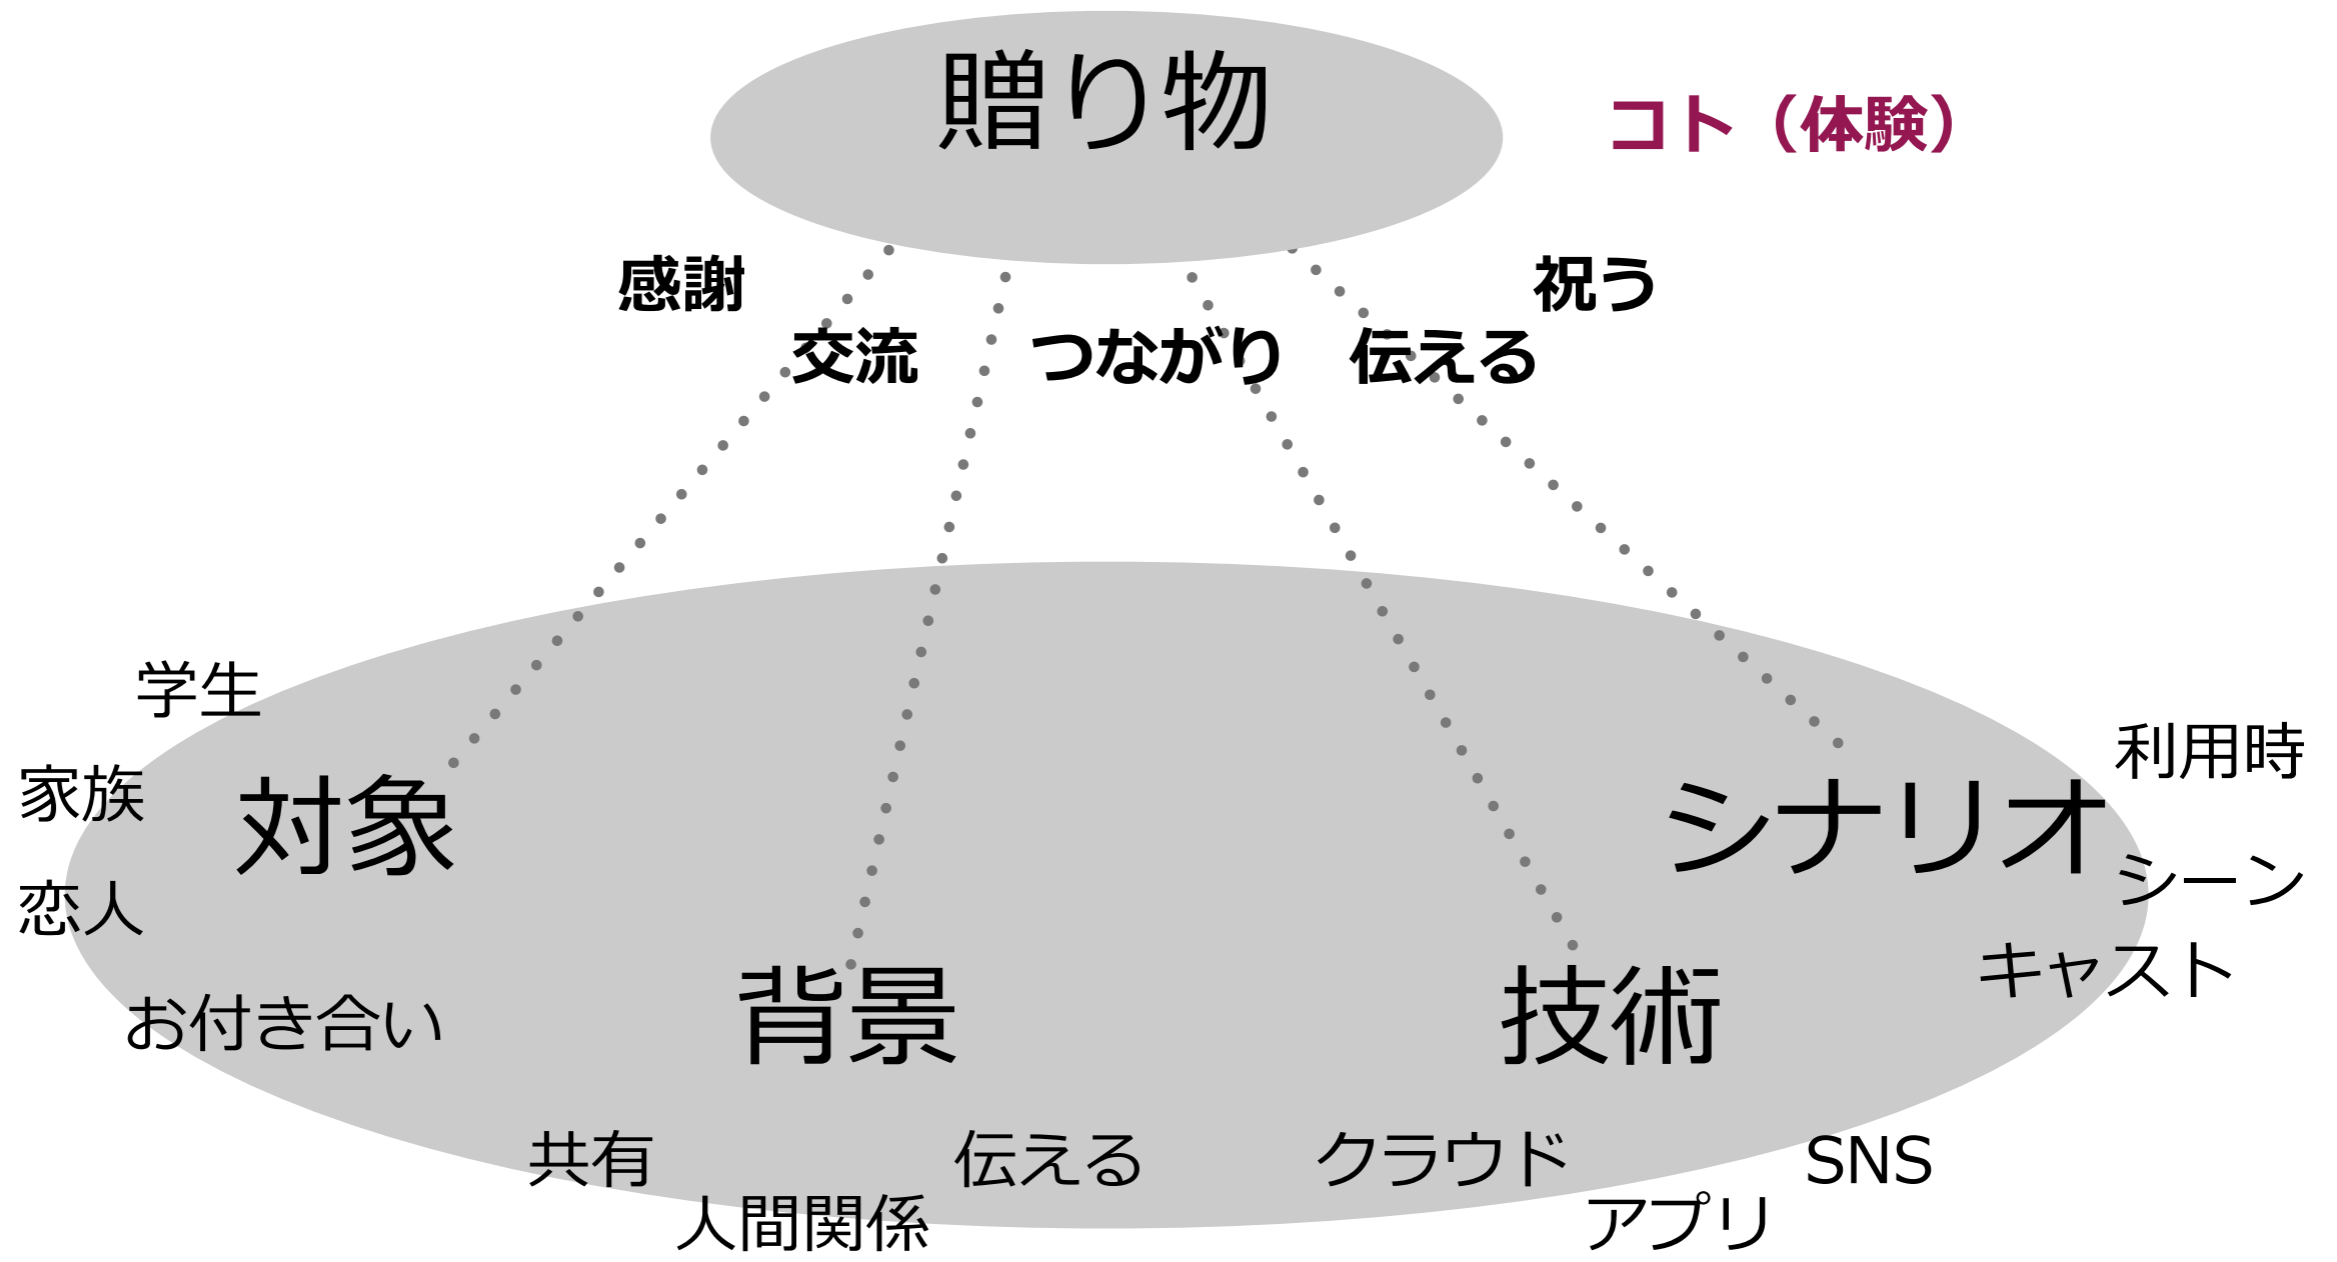 贈り物
コト（体験）
感謝
祝う
交流
つながり
伝える
学生
家族
対象
恋人
お付き合い
背景
共有
伝える
人間関係
技術
クラウド
SNS
アプリ
シナリオ
利用時
シーン
キャスト